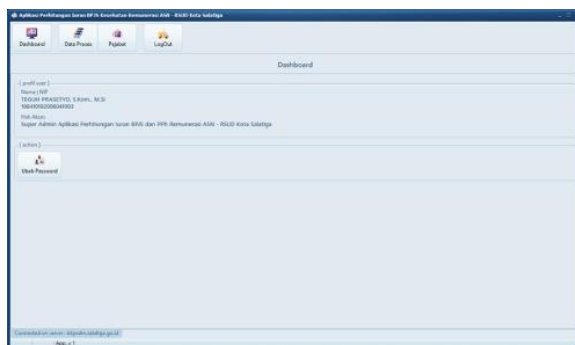 Aplikasi Perhitungan Iuran BPJS Kesehatan Remunerasi ASN - RSUD Kota Salatiga
Dashboard
Data Proses
Pejabat
LogOut
Dashboard
[ profil user ]
Nama | NIP
TEGUH PRASETYO, S.Kom., M.Si
Hak Akses
Super Admin Aplikasi Perhitungan Iuran BPJS dan PPh Remunerasi ASN - RSUD Kota Salatiga
[ action ]
Ubah Password
Connected on server :
App. v 1